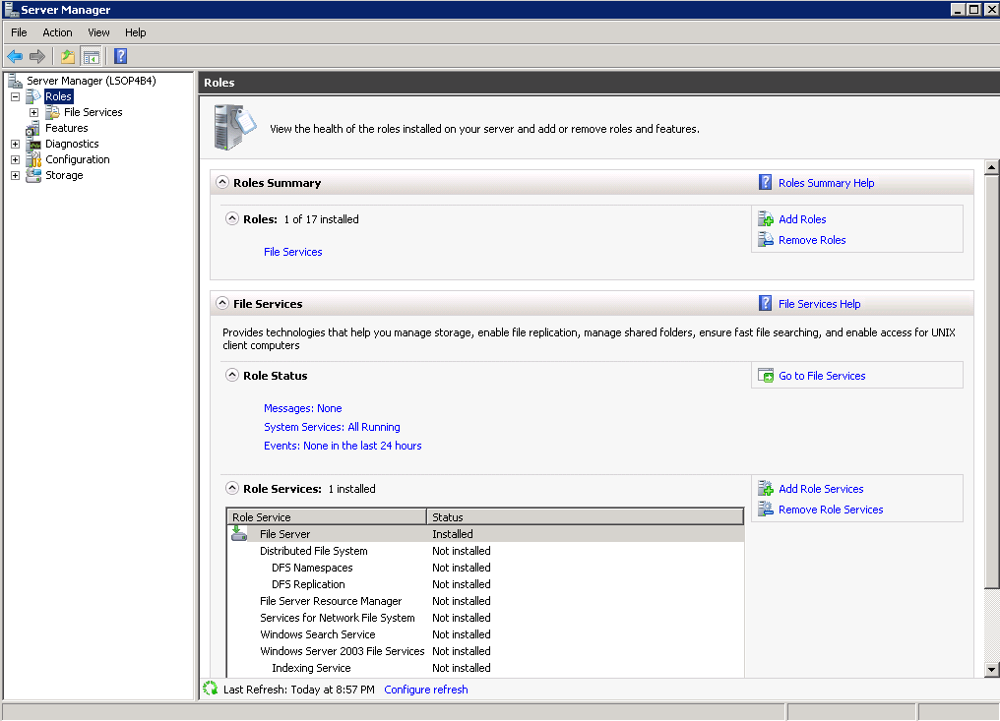 Server Manager
File Action View Help
Server Manager (LSOP4B4)
Roles
File Services
Features
Diagnostics
Configuration
Storage
Roles
View the health of the roles installed on your server and add or remove roles and features.
Roles Summary
Roles Summary Help
Roles: 1 of 17 installed
File Services
Add Roles
Remove Roles
File Services
File Services Help
Provides technologies that help you manage storage, enable file replication, manage shared folders, ensure fast file searching, and enable access for UNIX
client computers
Role Status
Go to File Services
Messages: None
System Services: All Running
Events: None in the last 24 hours
Role Services: 1 installed
Add Role Services
Remove Role Services
Role Service Status
File Server Installed
Distributed File System Not installed
DFS Namespaces Not installed
DFS Replication Not installed
File Server Resource Manager Not installed
Services for Network File System Not installed
Windows Search Service Not installed
Windows Server 2003 File Services Not installed
Indexing Service Not installed
Last Refresh: Today at 8:57 PM Configure refresh